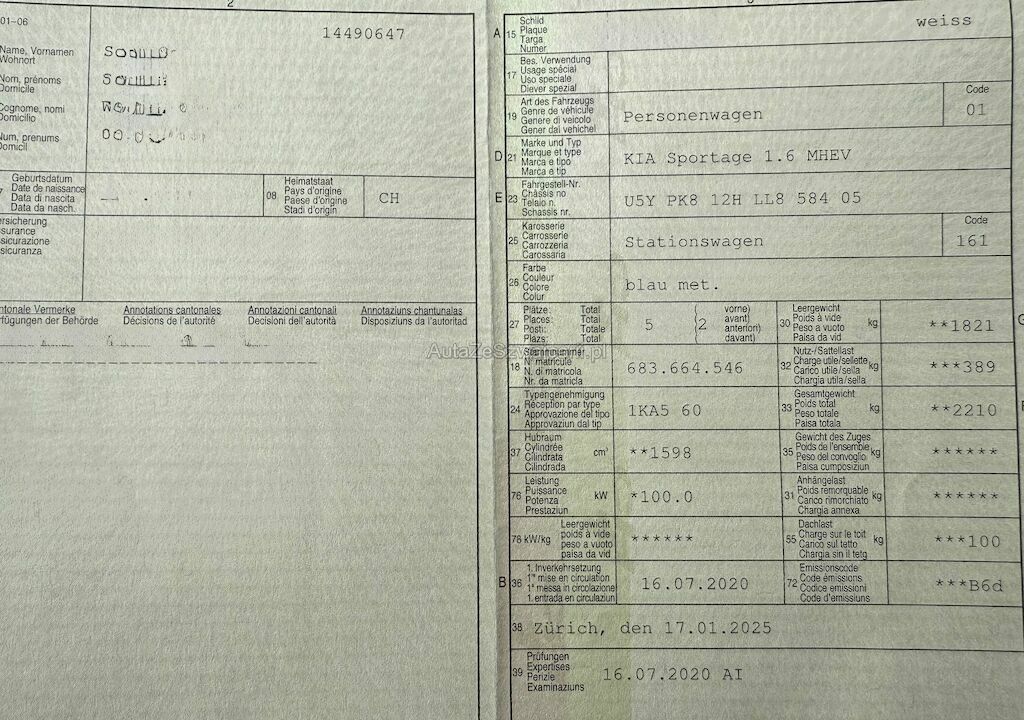 2
01-06
14490647
Name, Vornamen
Wohnort
Nom, prénoms
Domicile
Cognome, nomi
Domicilio
Num, prenums
Domicil
Geburtsdatum
Date de naissance
Data di nascita
Data da nasch.
08
Heimatstaat
Pays d'origine
Paese d'origine
Stadi d'origin
CH
Annotations cantonales
Décisions de l'autorité
Annotazioni cantonali
Decisioni dell'autorità
Annotaziuns chantunalas
Disposiziuns da l'autoritad
A 15
Schild
Plaque
Targa
Numer
weiss
17
Bes. Verwendung
Usage spécial
Uso speciale
Diever spezial
19
Art des Fahrzeugs
Genre de véhicule
Genere di veicolo
Gener dal vehichel
Personenwagen
Code
01
D 21
Marke und Typ
Marque et type
Marca e tipo
Marca e tip
KIA Sportage 1.6 MHEV
E 23
Fahrgestell-Nr.
Châssis no
Telaio n.
Schassis nr.
U5Y PK8 12H LL8 584 05
25
Karosserie
Carrosserie
Carrozzeria
Carossaria
Stationswagen
Code
161
26
Farbe
Couleur
Colore
Colur
blau met.
27
Plätze: Total
Places: Total
Posti: Totale
Plazs: Total
5
2
vorne)
avant)
anteriori)
davant)
30
Leergewicht
Poids à vide
Peso a vuoto
Paisa da vid
kg
**1821
AutazeSzwajcarii.pl
18
Stammnummer
N° matricule
N. di matricola
Nr. da matricla
683.664.546
32
Nutz-/Sattellast
Charge utile/sellette
Carico utile/sella
Chargia utila/sella
kg
***389
24
Typengenehmigung
Réception par type
Approvazione del tipo
Approvaziun dal tip
1KA5 60
33
Gesamtgewicht
Poids total
Peso totale
Paisa totala
kg
**2210
37
Hubraum
Cylindrée
Cilindrata
Cilindrada
cm³
**1598
35
Gewicht des Zuges
Poids de l'ensemble
Peso del convoglio
Paisa cumposiziun
kg
******
76
Leistung
Puissance
Potenza
Prestaziun
kW
*100.0
31
Anhängelast
Poids remorquable
Carico rimorchiato
Chargia annexa
kg
******
78 kW/kg
Leergewicht
poids à vide
peso a vuoto
paisa da vid
******
55
Dachlast
Charge sur le toit
Carico sul tetto
Chargia sin il tetg
kg
***100
B 36
1. Inverkehrsetzung
1re mise en circulation
1a messa in circolazione
1. entrada en circulaziun
16.07.2020
72
Emissionscode
Code émissions
Codice emissioni
Code d'emissiuns
***B6d
38
Zürich, den 17.01.2025
39
Prüfungen
Expertises
Perizie
Examinaziuns
16.07.2020 AI